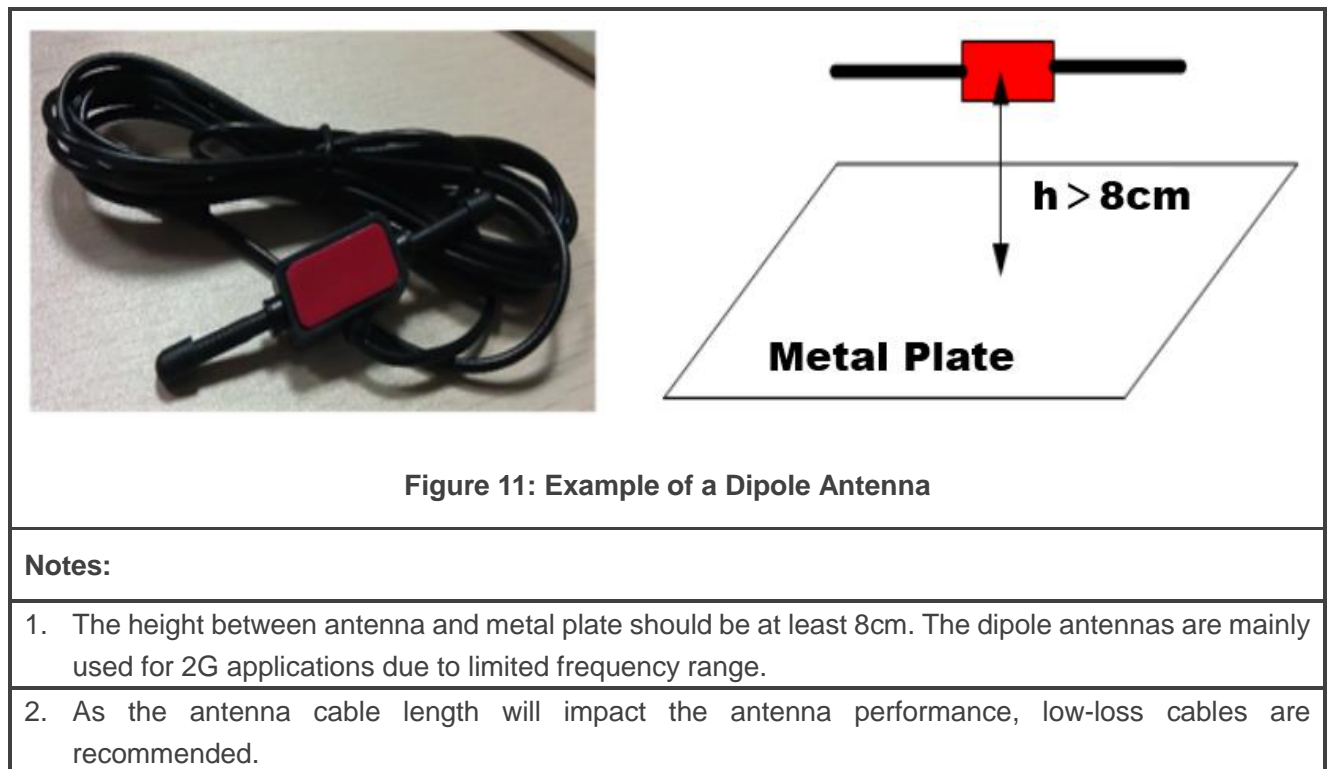 h > 8cm
Metal Plate
Figure 11: Example of a Dipole Antenna
Notes:
1. The height between antenna and metal plate should be at least 8cm. The dipole antennas are mainly
used for 2G applications due to limited frequency range.
2. As the antenna cable length will impact the antenna performance, low-loss cables are
recommended.